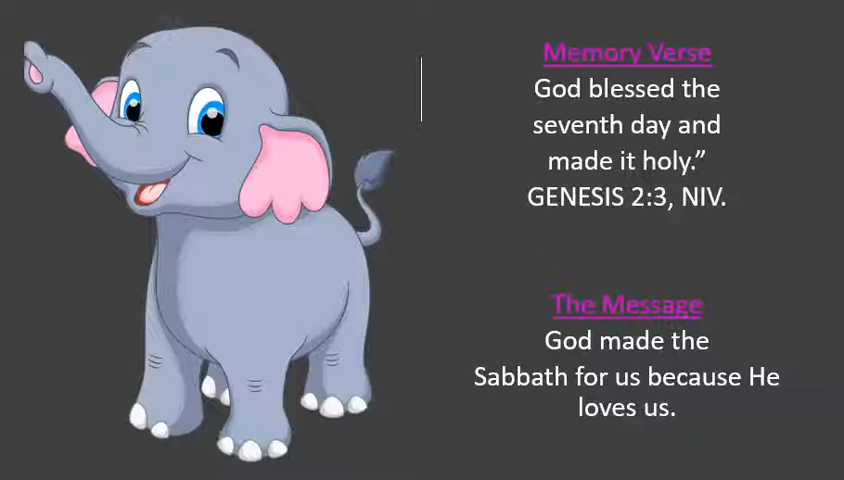 Memory Verse
God blessed the
seventh day and
made it holy.”
GENESIS 2:3, NIV.
The Message
God made the
Sabbath for us because He
loves us.